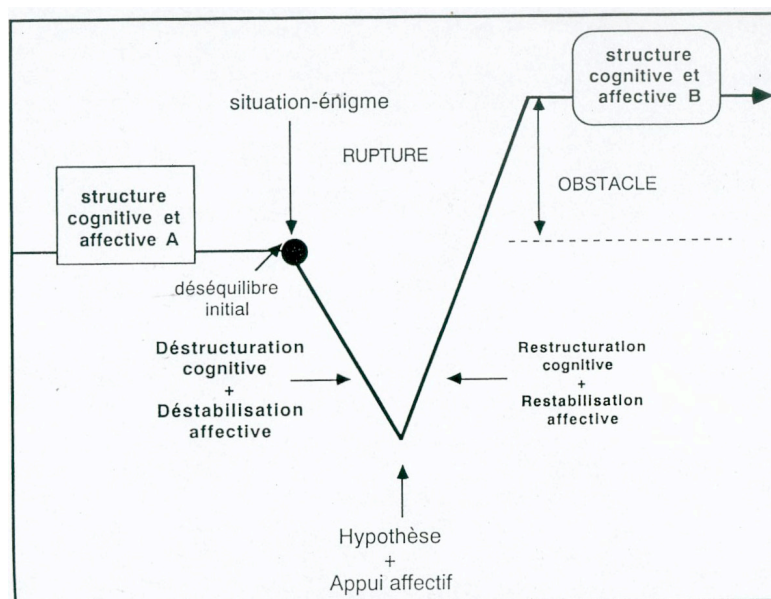 structure
cognitive et
affective B
situation-énigme
RUPTURE
OBSTACLE
structure
cognitive et
affective A
déséquilibre
initial
Déstructuration
cognitive
+
Déstabilisation
affective
Restructuration
cognitive
+
Restabilisation
affective
Hypothèse
+
Appui affectif